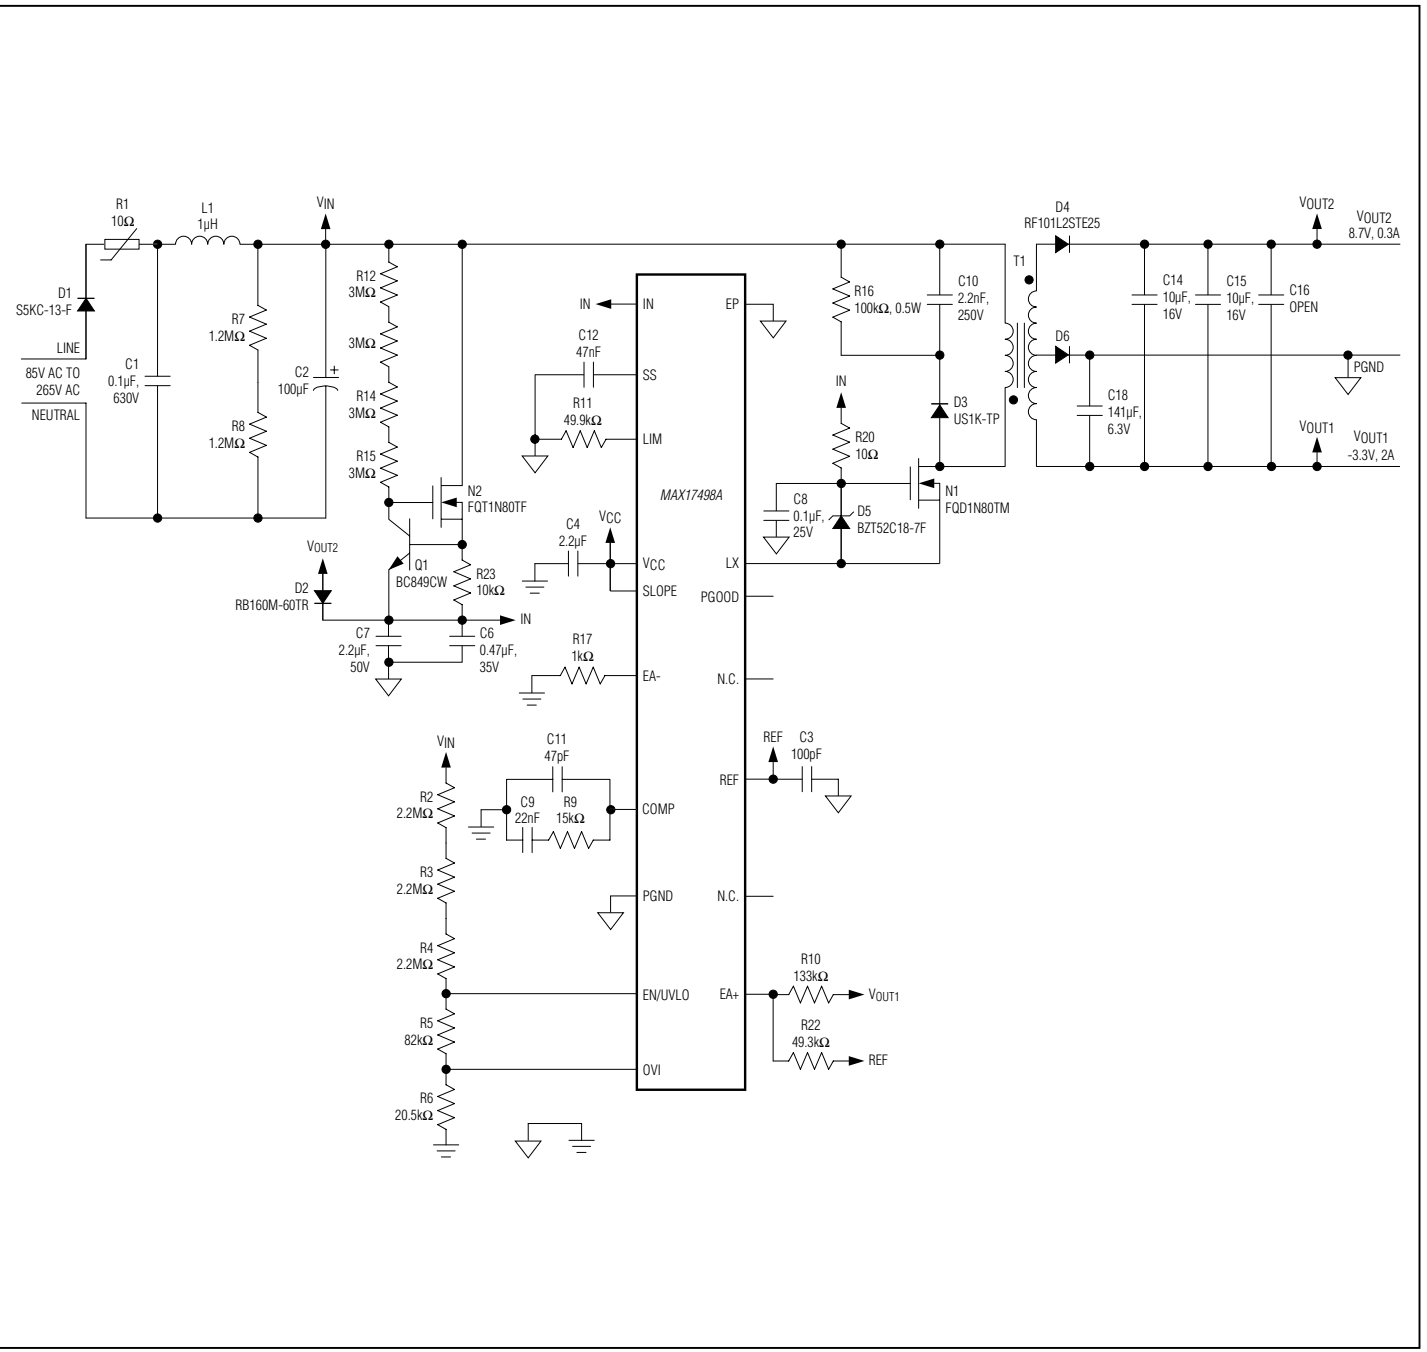 R1
10Ω
L1
1µH
VIN
D1
S5KC-13-F
LINE
85V AC TO
265V AC
NEUTRAL
C1
0.1µF,
630V
R7
1.2MΩ
R8
1.2MΩ
C2
100µF
+
R12
3MΩ
3MΩ
R14
3MΩ
R15
3MΩ
N2
FQT1N80TF
Q1
BC849CW
R23
10kΩ
VOUT2
D2
RB160M-60TR
IN
C7
2.2µF,
50V
C6
0.47µF,
35V
VIN
R2
2.2MΩ
R3
2.2MΩ
R4
2.2MΩ
R5
82kΩ
R6
20.5kΩ
IN
C12
47nF
R11
49.9kΩ
C4
2.2µF
VCC
R17
1kΩ
C11
47pF
C9
22nF
R9
15kΩ
IN
SS
LIM
VCC
SLOPE
EA-
COMP
PGND
EN/UVLO
OVI
MAX17498A
EP
LX
PGOOD
N.C.
REF
N.C.
EA+
REF
C3
100pF
R10
133kΩ
VOUT1
R22
49.3kΩ
REF
R16
100kΩ, 0.5W
C10
2.2nF,
250V
IN
R20
10Ω
D3
US1K-TP
C8
0.1µF,
25V
D5
BZT52C18-7F
N1
FQD1N80TM
T1
D4
RF101L2STE25
D6
C18
141µF,
6.3V
C14
10µF,
16V
C15
10µF,
16V
C16
OPEN
VOUT2
VOUT2
8.7V, 0.3A
PGND
VOUT1
VOUT1
-3.3V, 2A